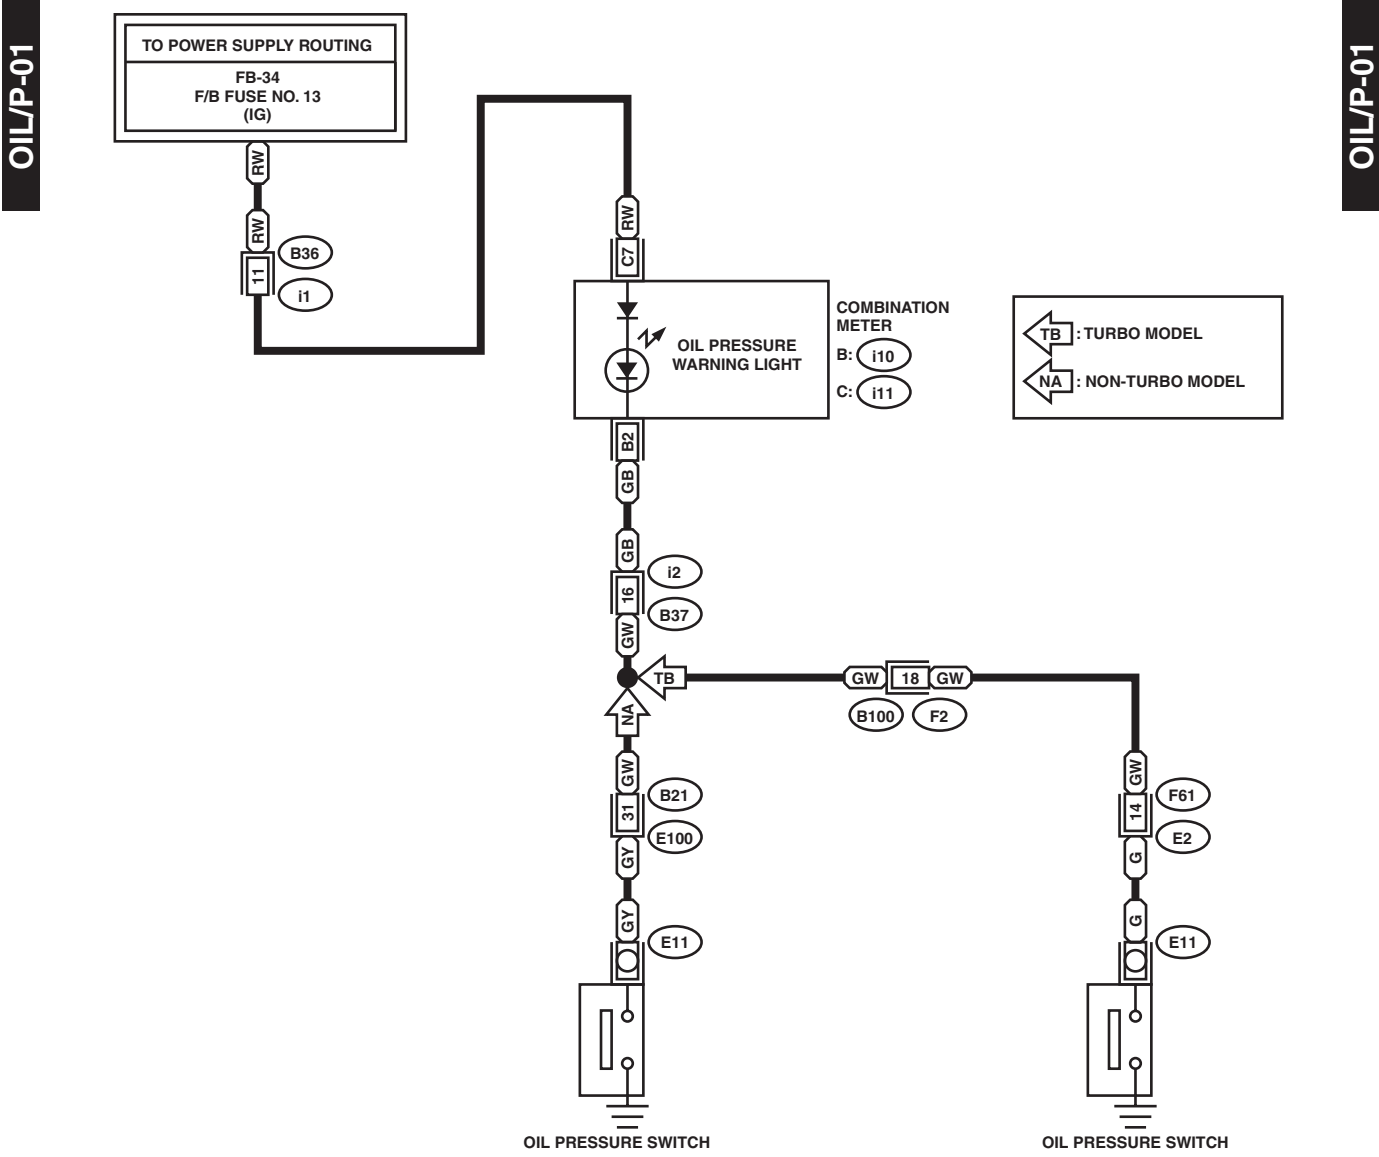 OIL/P-01
OIL/P-01
TO POWER SUPPLY ROUTING
FB-34
F/B FUSE NO. 13
(IG)
RW
RW
11
B36
i1
RW
C7
OIL PRESSURE
WARNING LIGHT
COMBINATION
METER
B: i10
C: i11
TB : TURBO MODEL
NA : NON-TURBO MODEL
B2
GB
GB
16
i2
B37
GW
TB
GW 18 GW
B100 F2
NA
GW
31
B21
E100
GY
GY
E11
OIL PRESSURE SWITCH
GW
14
F61
E2
G
G
E11
OIL PRESSURE SWITCH